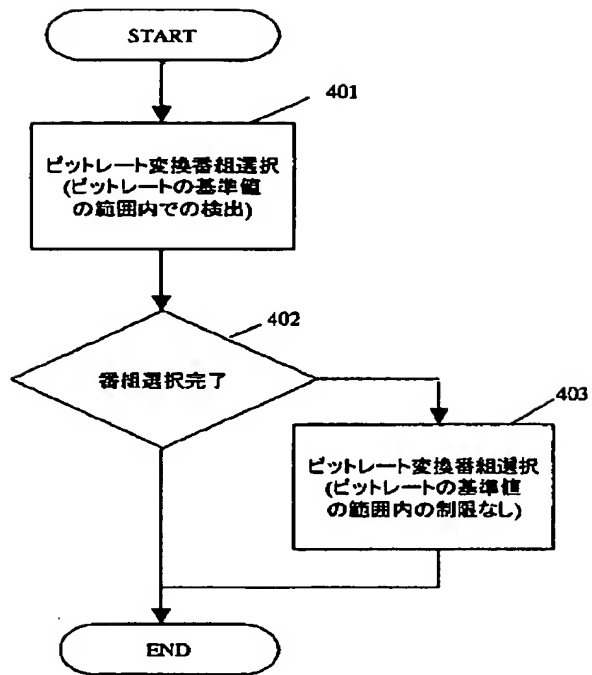 START
401
ビットレート変換番組選択
(ビットレートの基準値
の範囲内での検出)
402
番組選択完了
403
ビットレート変換番組選択
(ビットレートの基準値
の範囲内の制限なし)
END